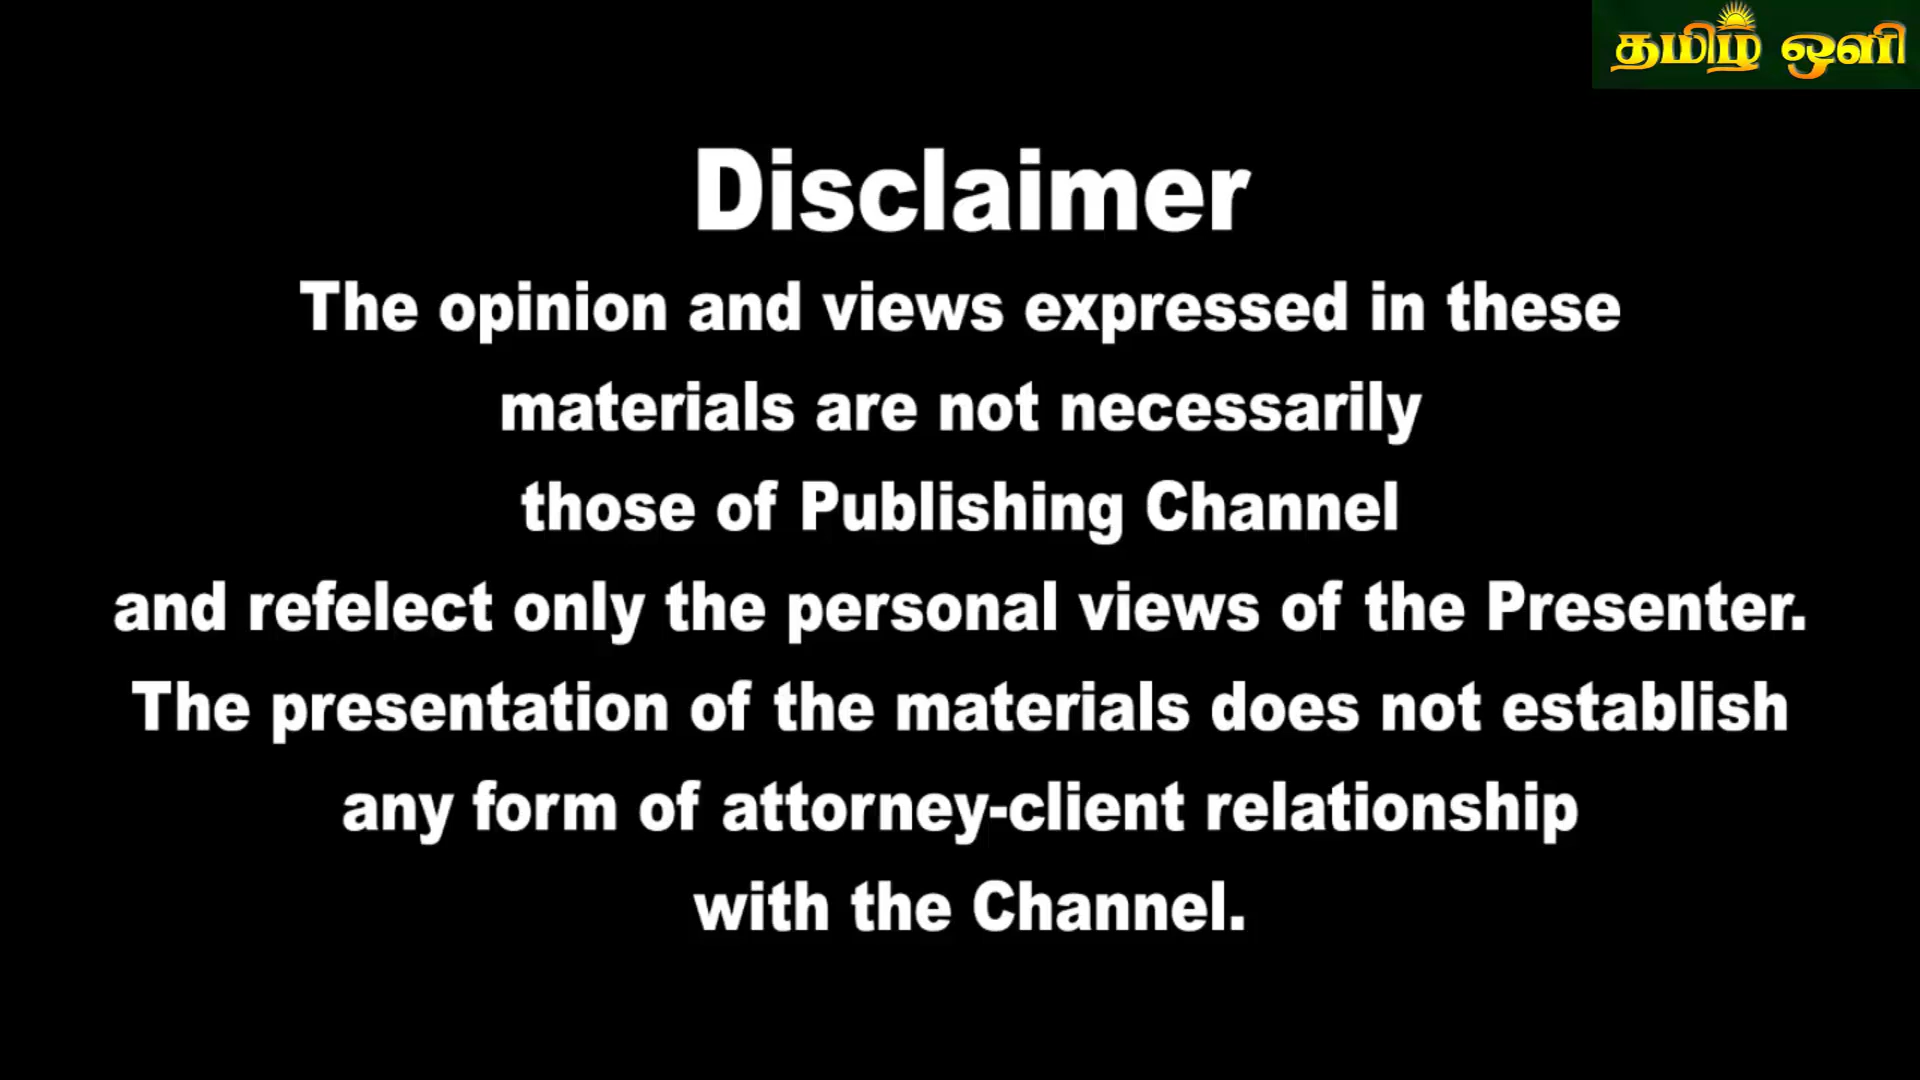 தமிழ் ஒளி
Disclaimer
The opinion and views expressed in these
materials are not necessarily
those of Publishing Channel
and refelect only the personal views of the Presenter.
The presentation of the materials does not establish
any form of attorney-client relationship
with the Channel.